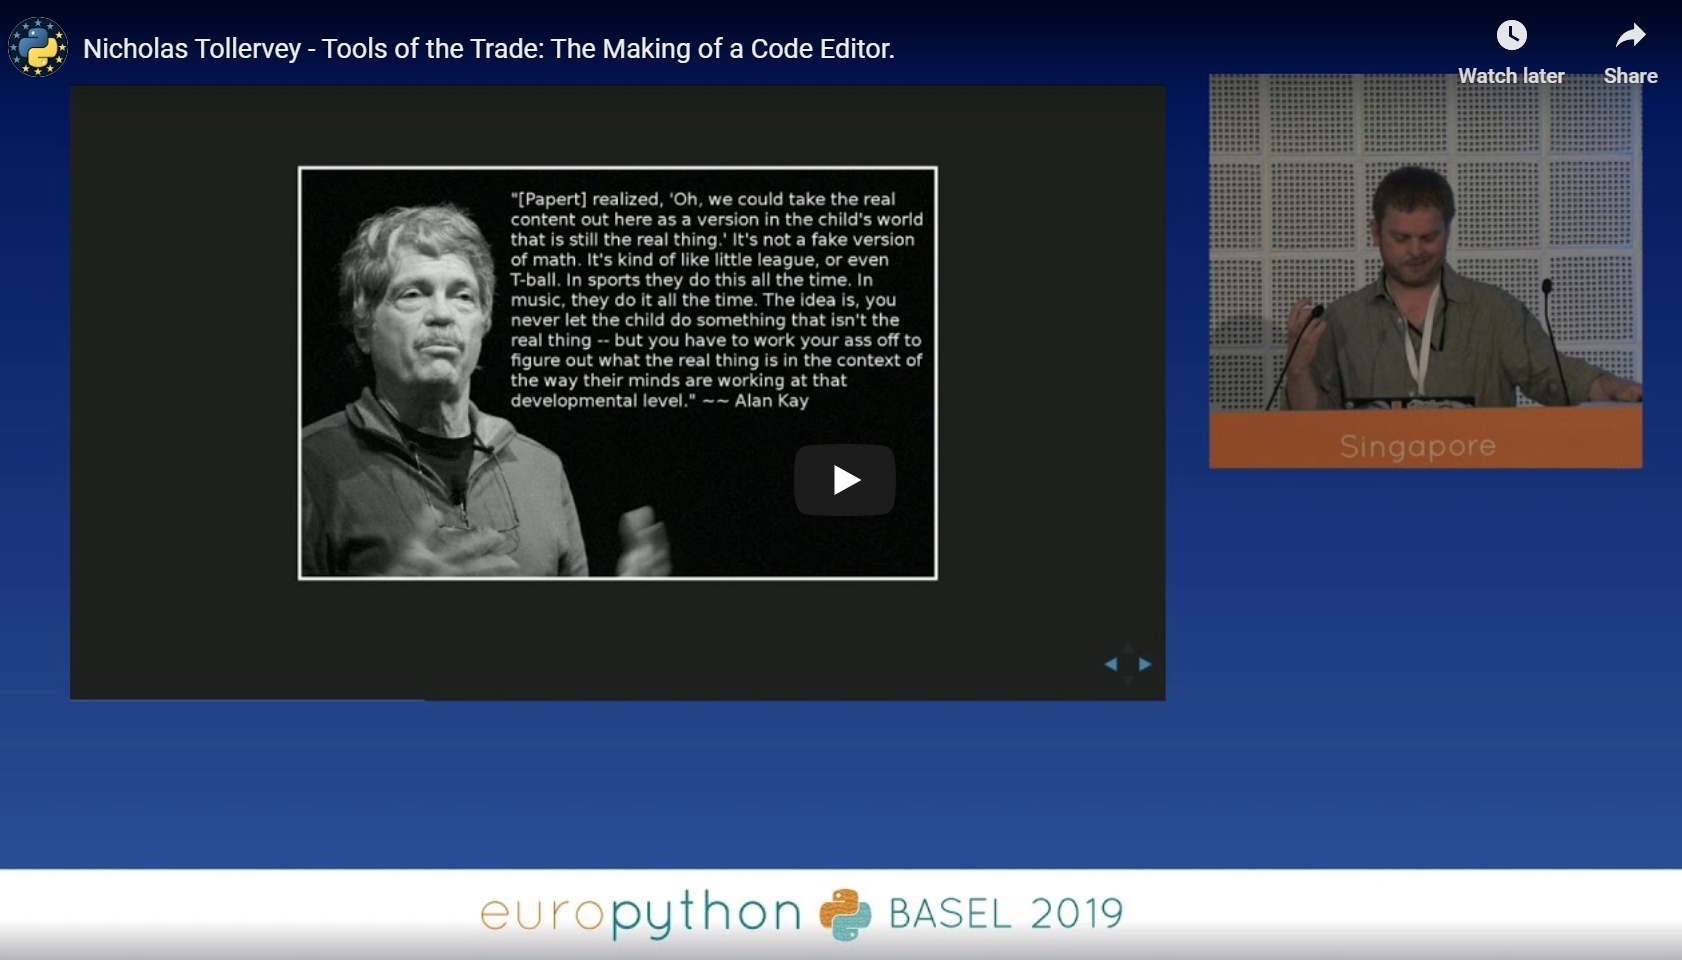 Nicholas Tollervey - Tools of the Trade: The Making of a Code Editor.
Watch later
Share
"[Papert] realized, 'Oh, we could take the real
content out here as a version in the child's world
that is still the real thing.' It's not a fake version
of math. It's kind of like little league, or even
T-ball. In sports they do this all the time. In
music, they do it all the time. The idea is, you
never let the child do something that isn't the
real thing -- but you have to work your ass off to
figure out what the real thing is in the context of
the way their minds are working at that
developmental level." ~~ Alan Kay
Singapore
europython BASEL 2019